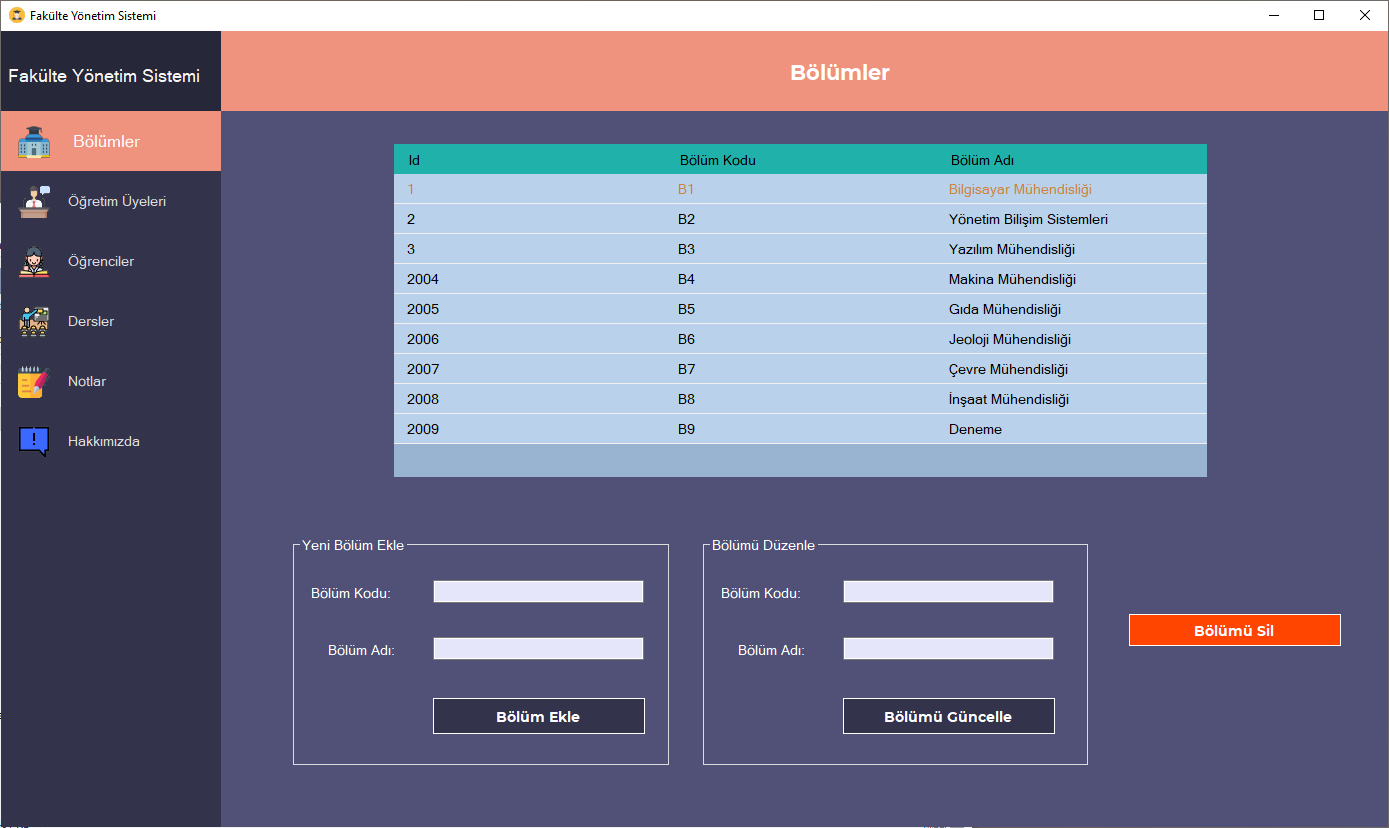 Fakülte Yönetim Sistemi
Fakülte Yönetim Sistemi
Bölümler
Bölümler
Öğretim Üyeleri
Öğrenciler
Dersler
Notlar
Hakkımızda
Id Bölüm Kodu Bölüm Adı
1 B1 Bilgisayar Mühendisliği
2 B2 Yönetim Bilişim Sistemleri
3 B3 Yazılım Mühendisliği
2004 B4 Makina Mühendisliği
2005 B5 Gıda Mühendisliği
2006 B6 Jeoloji Mühendisliği
2007 B7 Çevre Mühendisliği
2008 B8 İnşaat Mühendisliği
2009 B9 Deneme
Yeni Bölüm Ekle
Bölüm Kodu:
Bölüm Adı:
Bölüm Ekle
Bölümü Düzenle
Bölüm Kodu:
Bölüm Adı:
Bölümü Güncelle
Bölümü Sil